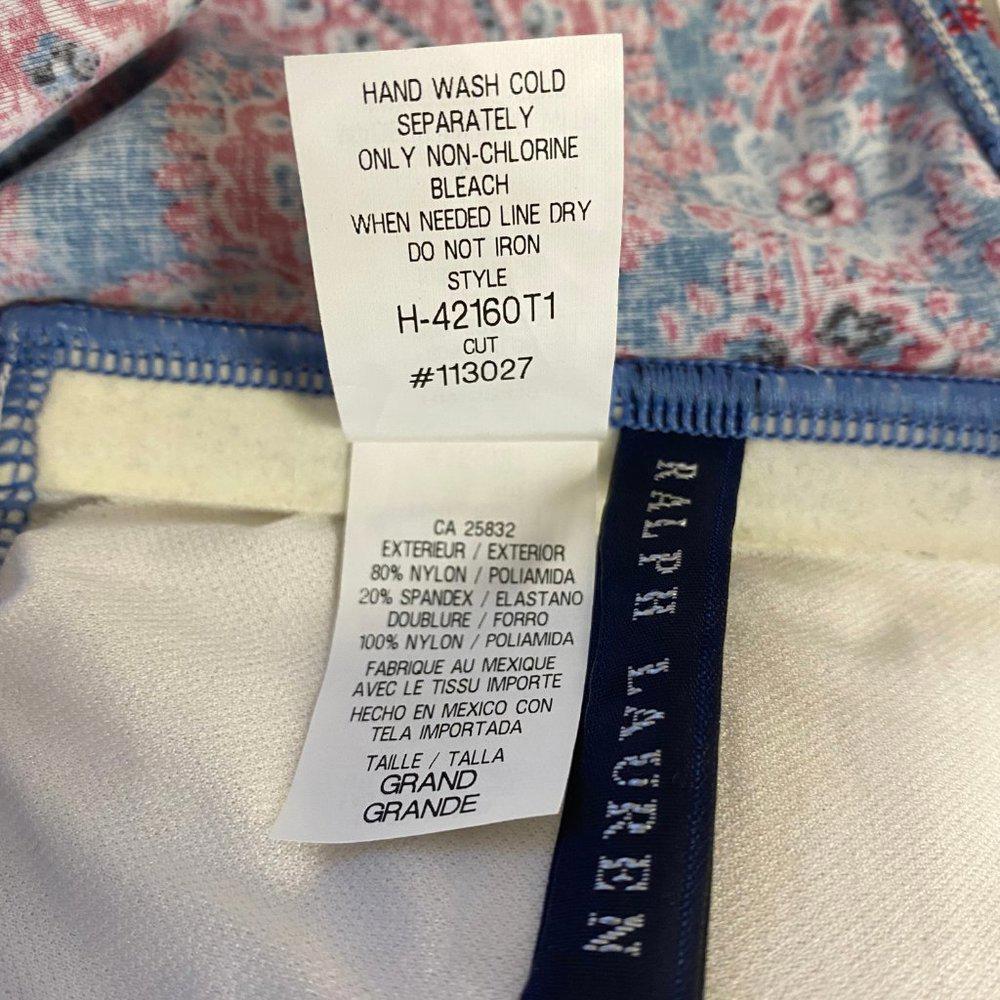 HAND WASH COLD
SEPARATELY
ONLY NON-CHLORINE
BLEACH
WHEN NEEDED LINE DRY
DO NOT IRON
STYLE
H-42160T1
CUT
#113027
CA 25832
EXTERIEUR / EXTERIOR
80% NYLON / POLIAMIDA
20% SPANDEX / ELASTANO
DOUBLURE / FORRO
100% NYLON / POLIAMIDA
FABRIQUE AU MEXIQUE
AVEC LE TISSU IMPORTE
HECHO EN MEXICO CON
TELA IMPORTADA
TAILLE / TALLA
GRAND
GRANDE
RALPH LAUREN